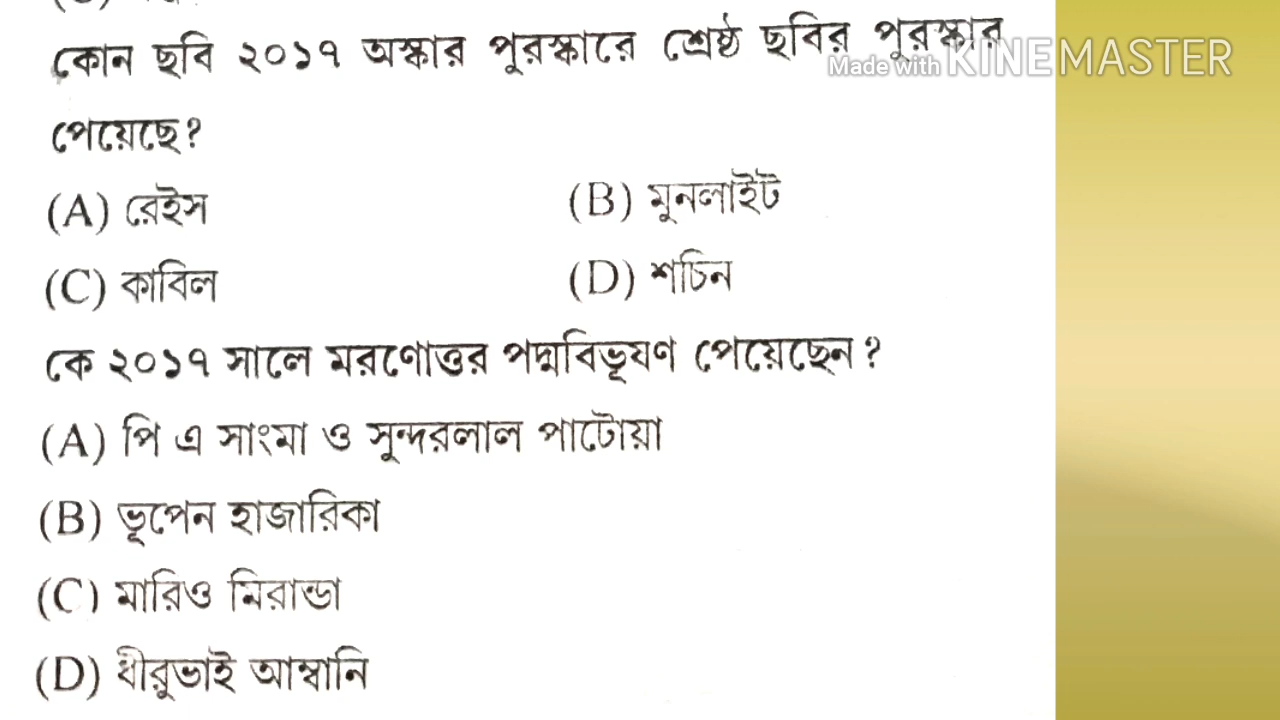 কোন ছবি ২০১৭ অস্কার পুরস্কারে শ্রেষ্ঠ ছবির পুরস্কার
Made with KINEMASTER
পেয়েছে?
(A) রেইস (B) মুনলাইট
(C) কাবিল (D) শচিন
কে ২০১৭ সালে মরণোত্তর পদ্মবিভূষণ পেয়েছেন?
(A) পি এ সাংমা ও সুন্দরলাল পাটোয়া
(B) ভূপেন হাজারিকা
(C) মারিও মিরান্ডা
(D) ধীরুভাই আম্বানি